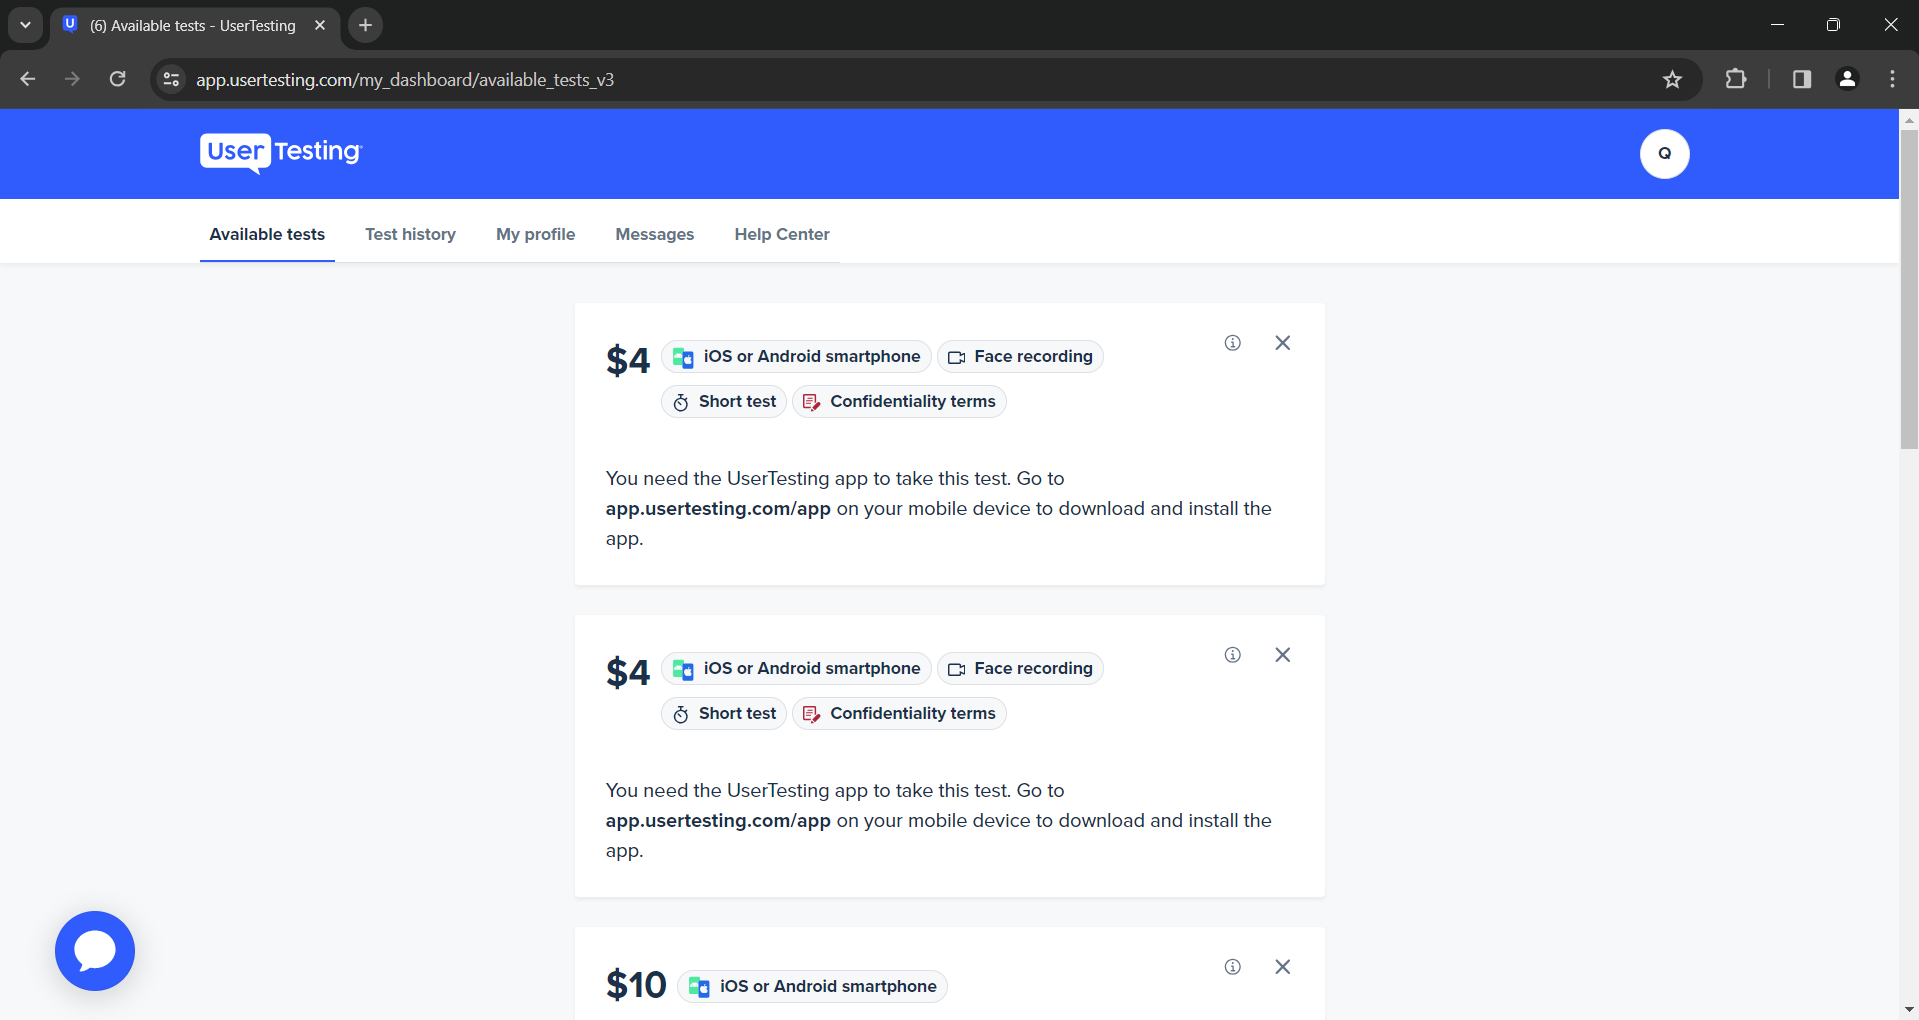 (6) Available tests - UserTesting
app.usertesting.com/my_dashboard/available_tests_v3
User Testing
Q
Available tests
Test history
My profile
Messages
Help Center
$4
iOS or Android smartphone
Face recording
Short test
Confidentiality terms
You need the UserTesting app to take this test. Go to
app.usertesting.com/app on your mobile device to download and install the
app.
$4
iOS or Android smartphone
Face recording
Short test
Confidentiality terms
You need the UserTesting app to take this test. Go to
app.usertesting.com/app on your mobile device to download and install the
app.
$10
iOS or Android smartphone